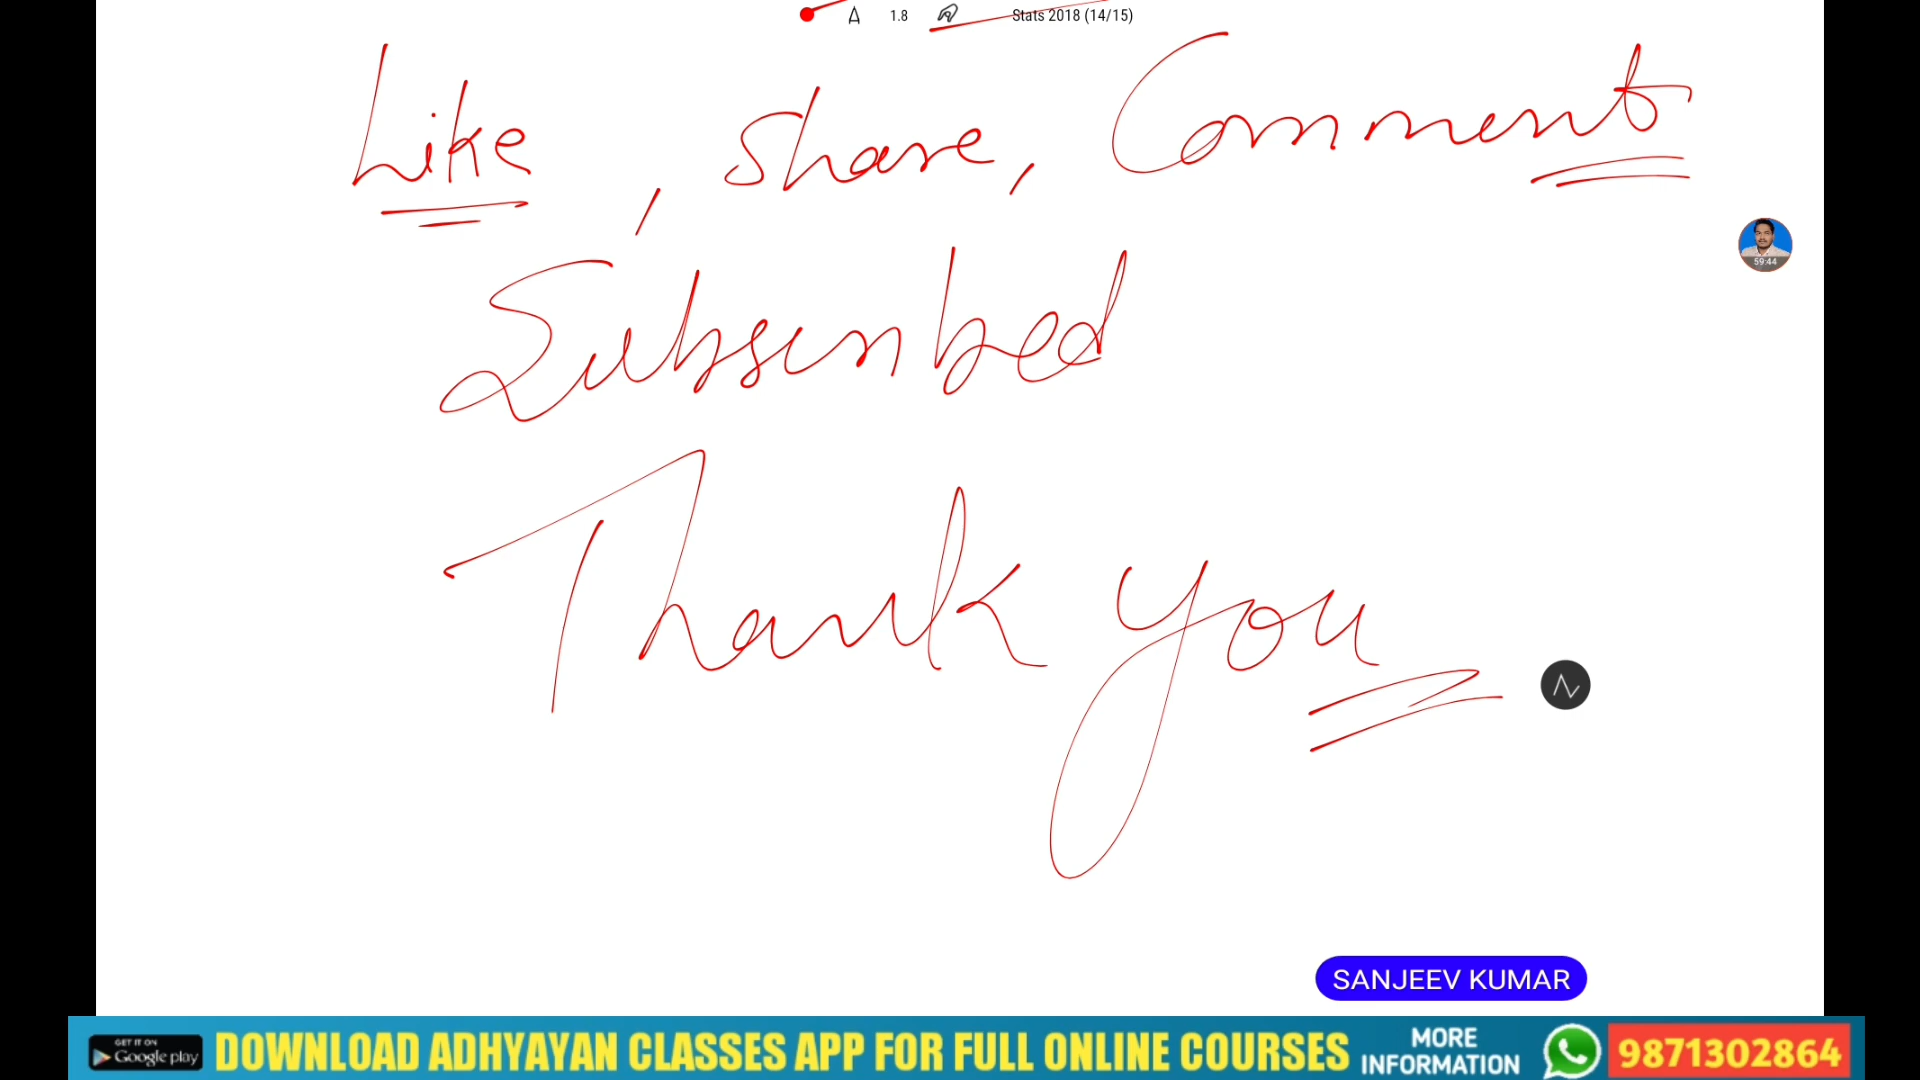 1.8 Stats 2018 (14/15)
Like, Share, Comment
Subscribed
59:44
Thank you
SANJEEV KUMAR
GET IT ON Google play DOWNLOAD ADHYAYAN CLASSES APP FOR FULL ONLINE COURSES MORE INFORMATION 9871302864